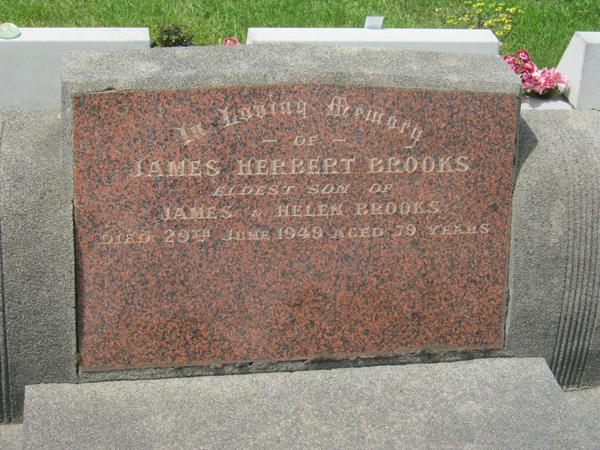 In Loving Memory
— OF —
JAMES HERBERT BROOKS
ELDEST SON OF
JAMES & HELEN BROOKS
DIED 29TH JUNE 1949 AGED 79 YEARS